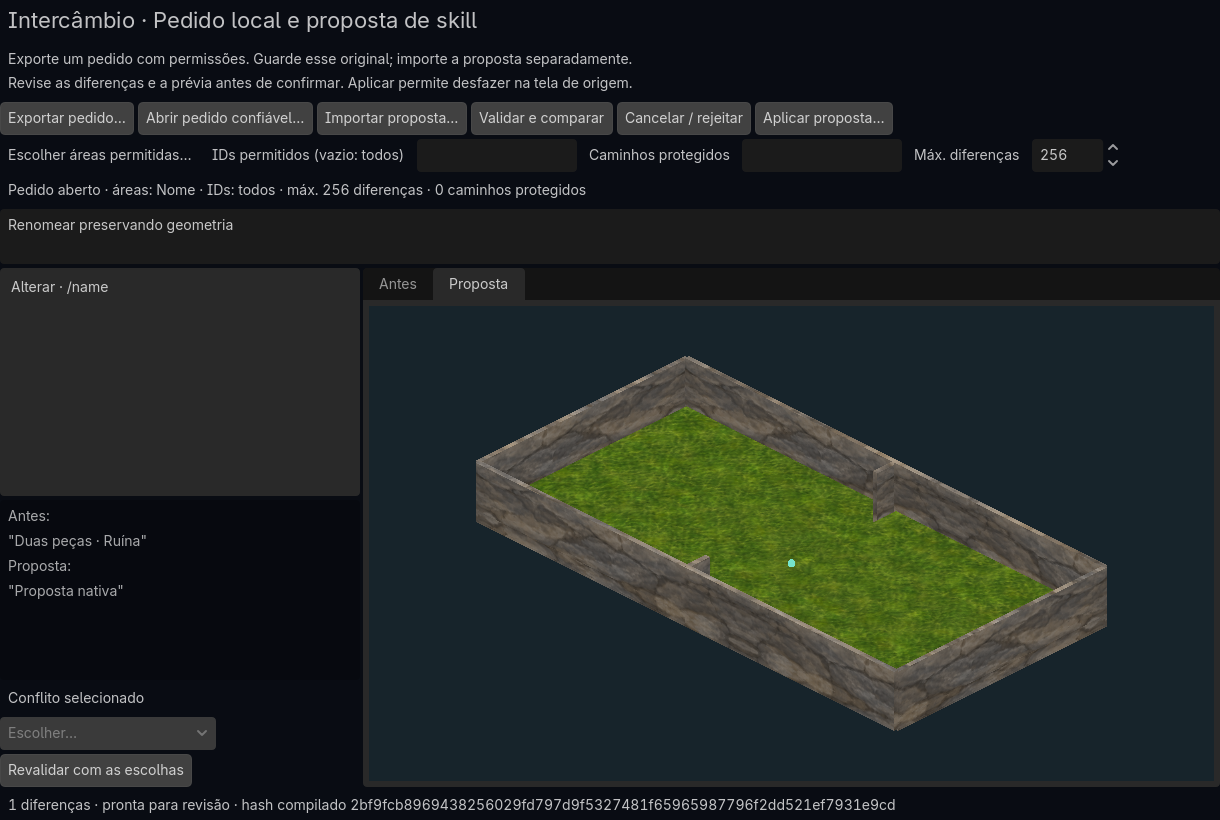 Intercâmbio · Pedido local e proposta de skill
Exporte um pedido com permissões. Guarde esse original; importe a proposta separadamente.
Revise as diferenças e a prévia antes de confirmar. Aplicar permite desfazer na tela de origem.
Exportar pedido... Abrir pedido confiável... Importar proposta... Validar e comparar Cancelar / rejeitar Aplicar proposta...
Escolher áreas permitidas... IDs permitidos (vazio: todos) Caminhos protegidos Máx. diferenças 256
Pedido aberto · áreas: Nome · IDs: todos · máx. 256 diferenças · 0 caminhos protegidos
Renomear preservando geometria
Alterar · /name
Antes Proposta
Antes:
"Duas peças · Ruína"
Proposta:
"Proposta nativa"
Conflito selecionado
Escolher...
Revalidar com as escolhas
1 diferenças · pronta para revisão · hash compilado 2bf9fcb8969438256029fd797d9f5327481f65965987796f2dd521ef7931e9cd